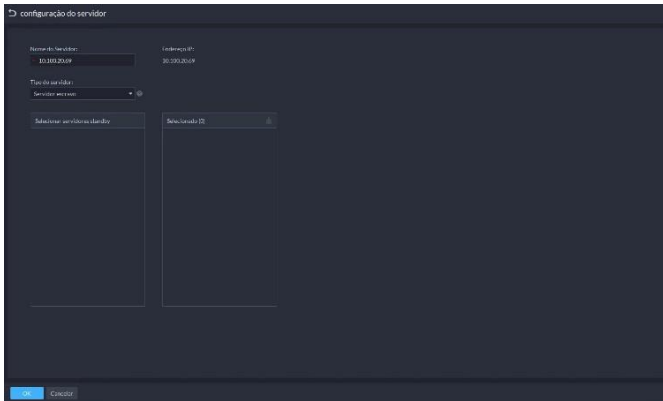 configuração do servidor
Nome do Servidor:
Endereço IP:
10.100.20.69
10.100.20.69
Tipo do servidor:
Servidor escravo
Selecionar servidores standby
Selecionado (0)
OK
Cancelar